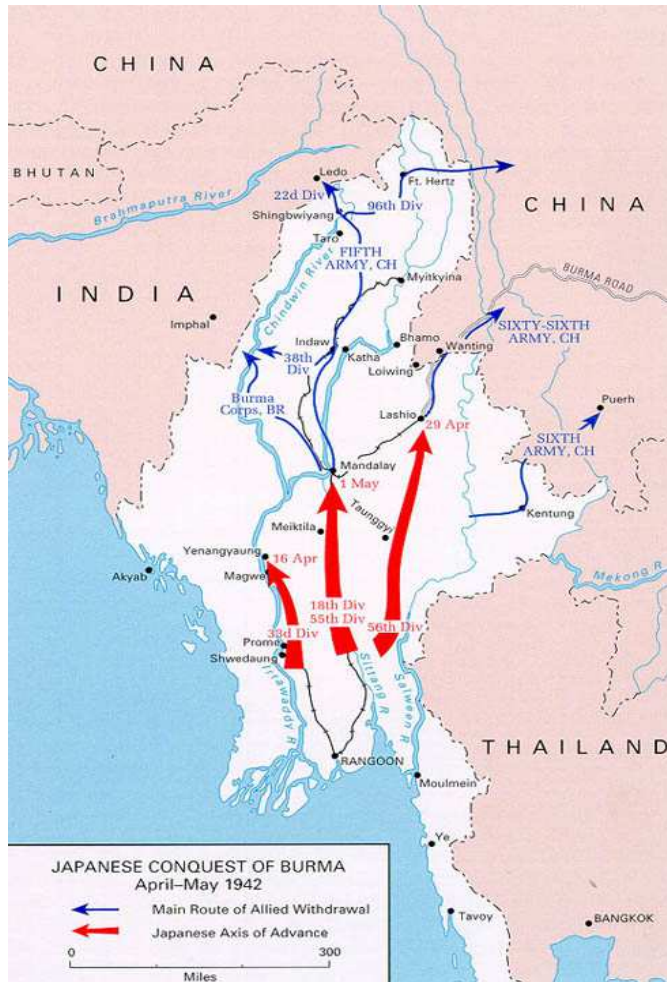 CHINA
BHUTAN
Brahmaputra River
Ledo
22d Div
Shingbwiyang
Taro
96th Div
Ft. Hertz
CHINA
FIFTH
ARMY, CH
Chindwin River
Myitkyina
INDIA
Imphal
BURMA ROAD
SIXTY-SIXTH
ARMY, CH
Indaw
38th
Div
Katha
Bhamo
Loiwing
Wanting
Burma
Corps, BR
Lashio
29 Apr
Puerh
SIXTH
ARMY, CH
Mandalay
1 May
Kentung
Meiktila
Taunggyi
Yenangyaung
16 Apr
Magwe
Akyab
Mekong R
18th Div
55th Div
56th Div
33d Div
Prome
Shwedaung
Irrawaddy R
Sittang R
Salween R
THAILAND
RANGOON
Moulmein
Ye
Tavoy
BANGKOK
JAPANESE CONQUEST OF BURMA
April–May 1942
Main Route of Allied Withdrawal
Japanese Axis of Advance
0 300
Miles